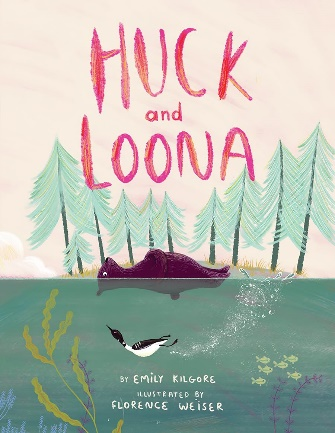 HUCK
and
LOONA
BY EMILY KILGORE
ILLUSTRATED BY
FLORENCE WEISER